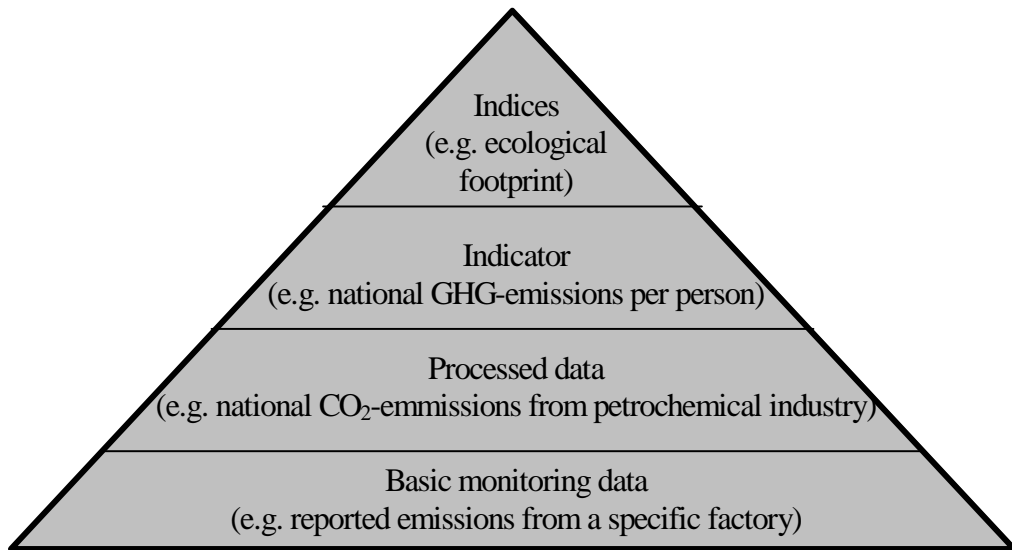 Indices
(e.g. ecological
footprint)
Indicator
(e.g. national GHG-emissions per person)
Processed data
(e.g. national CO₂-emmissions from petrochemical industry)
Basic monitoring data
(e.g. reported emissions from a specific factory)